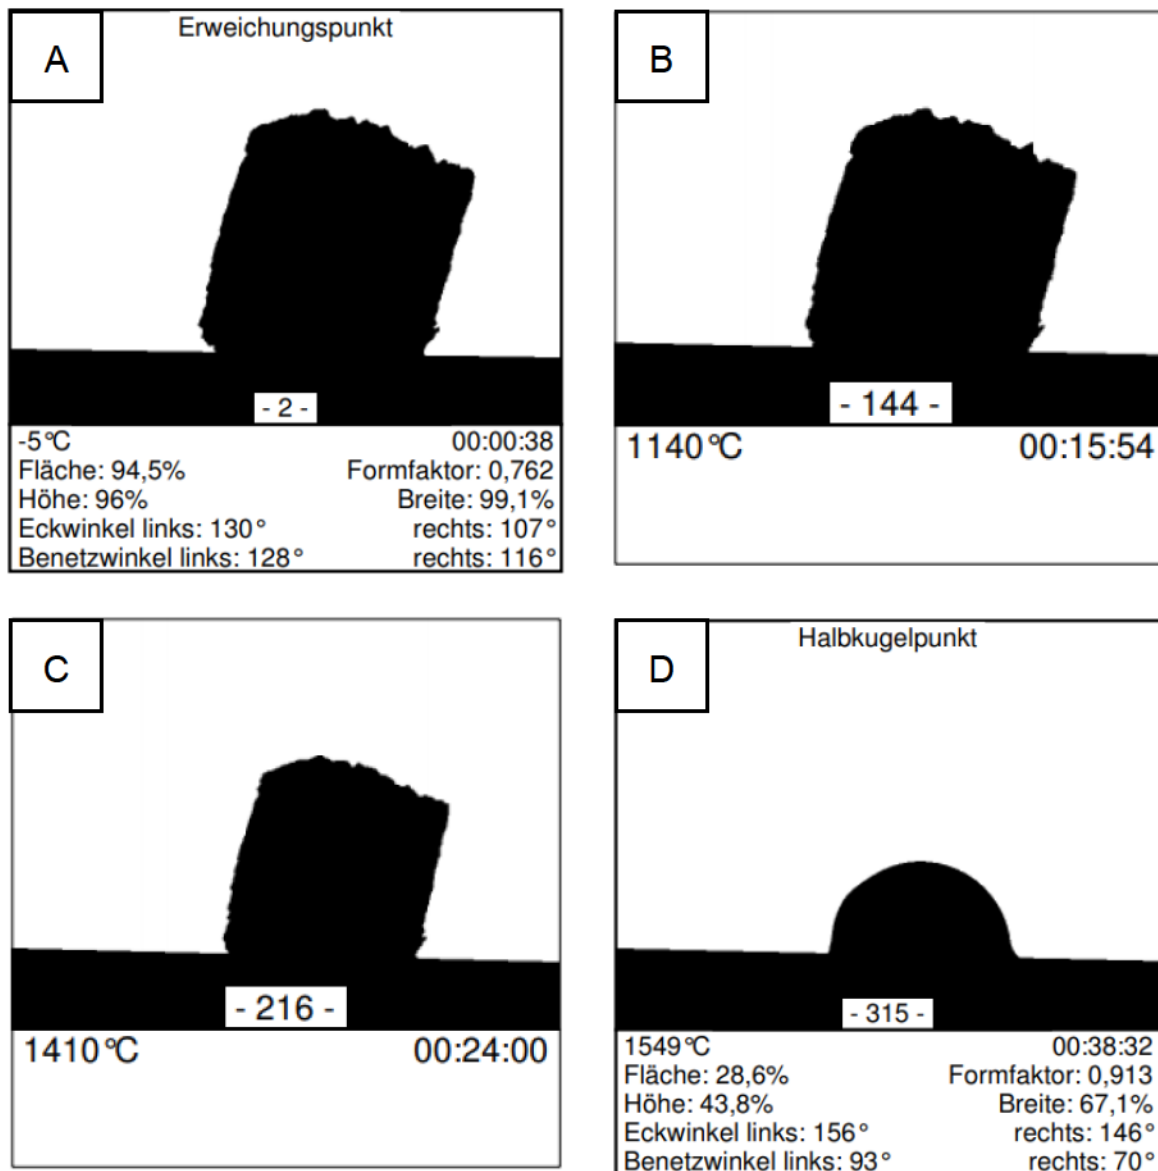 A
Erweichungspunkt
- 2 -
-5°C 00:00:38
Fläche: 94,5% Formfaktor: 0,762
Höhe: 96% Breite: 99,1%
Eckwinkel links: 130° rechts: 107°
Benetzwinkel links: 128° rechts: 116°
B
- 144 -
1140°C 00:15:54
C
- 216 -
1410°C 00:24:00
D
Halbkugelpunkt
- 315 -
1549°C 00:38:32
Fläche: 28,6% Formfaktor: 0,913
Höhe: 43,8% Breite: 67,1%
Eckwinkel links: 156° rechts: 146°
Benetzwinkel links: 93° rechts: 70°